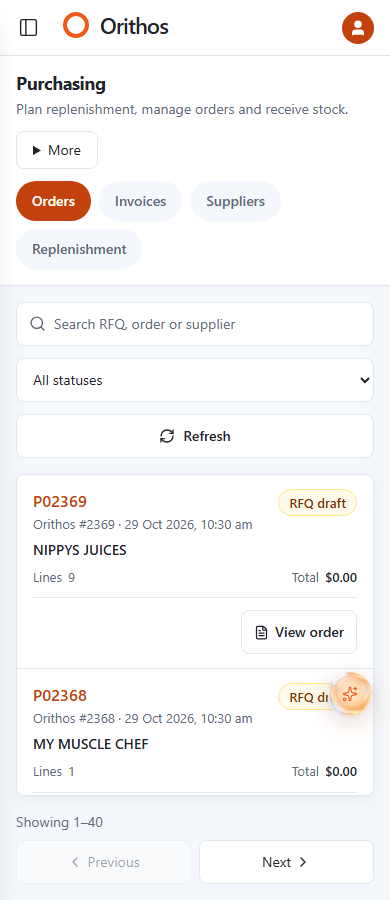 Orithos
Purchasing
Plan replenishment, manage orders and receive stock.
More
Orders
Invoices
Suppliers
Replenishment
Search RFQ, order or supplier
All statuses
Refresh
P02369
RFQ draft
Orithos #2369 · 29 Oct 2026, 10:30 am
NIPPYS JUICES
Lines 9
Total $0.00
View order
P02368
RFQ
Orithos #2368 · 29 Oct 2026, 10:30 am
MY MUSCLE CHEF
Lines 1
Total $0.00
Showing 1–40
Previous
Next